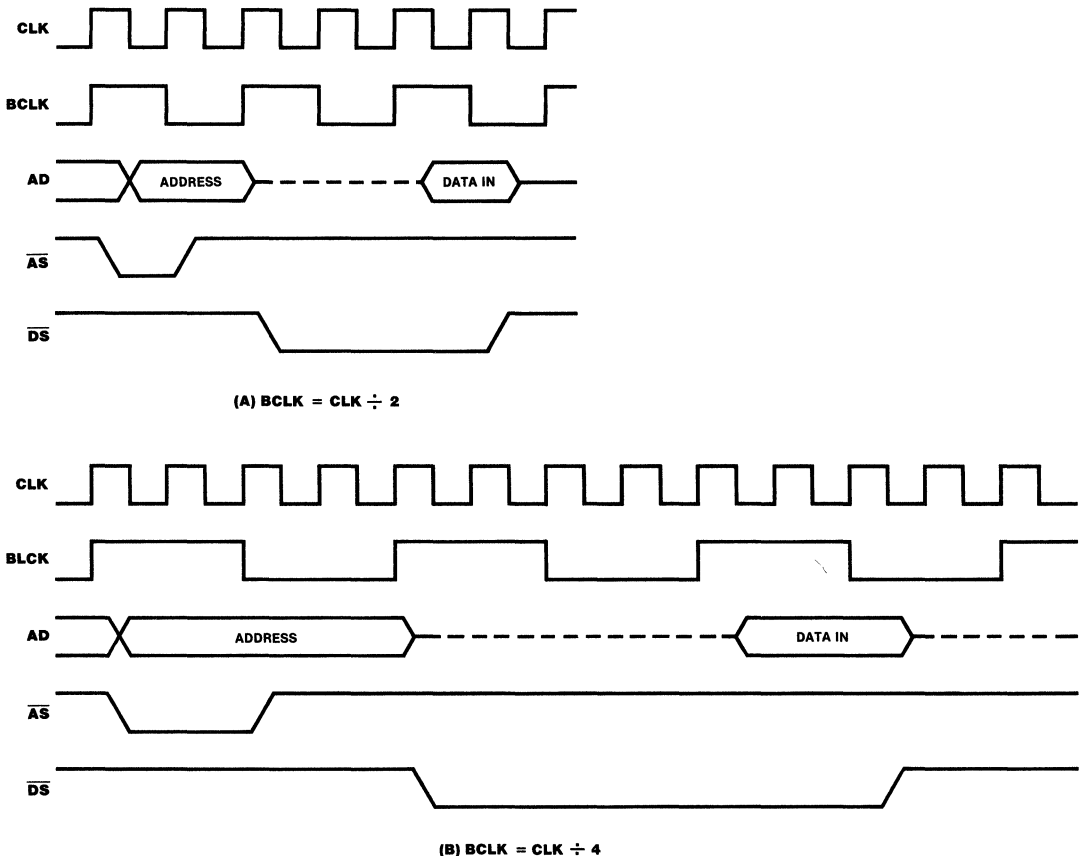 CLK
BCLK
AD ADDRESS DATA IN
AS
DS
(A) BCLK = CLK ÷ 2
CLK
BLCK
AD ADDRESS DATA IN
AS
DS
(B) BCLK = CLK ÷ 4